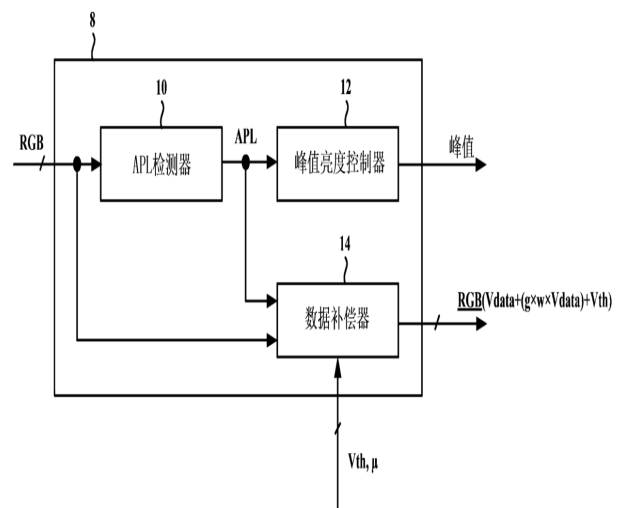 8
10
12
RGB
APL
APL检测器
峰值亮度控制器
峰值
14
数据补偿器
RGB(Vdata+(g×w×Vdata)+Vth)
Vth, μ